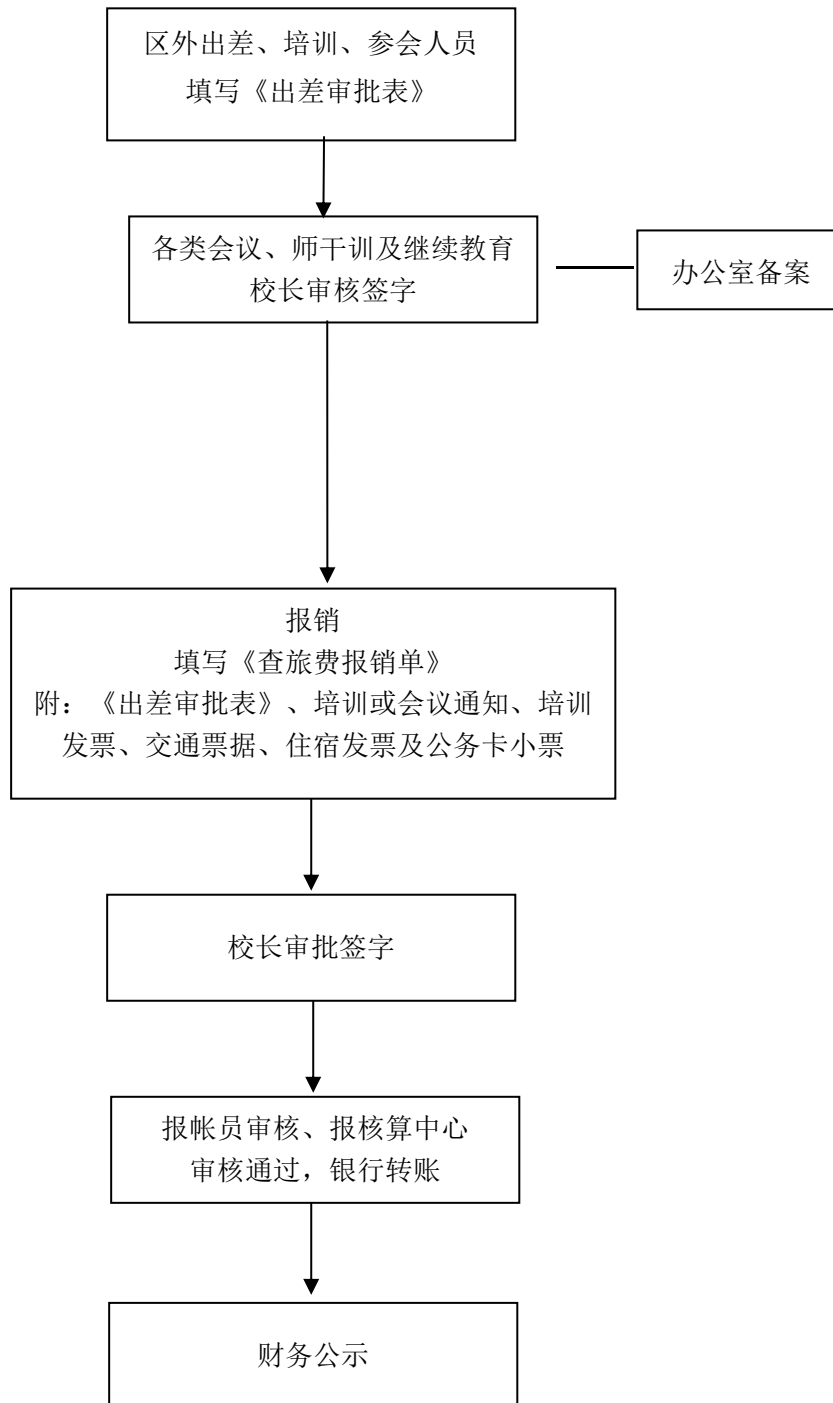 区外出差、培训、参会人员
填写《出差审批表》
各类会议、师干训及继续教育
校长审核签字
办公室备案
报销
填写《查旅费报销单》
附：《出差审批表》、培训或会议通知、培训
发票、交通票据、住宿发票及公务卡小票
校长审批签字
报帐员审核、报核算中心
审核通过，银行转账
财务公示